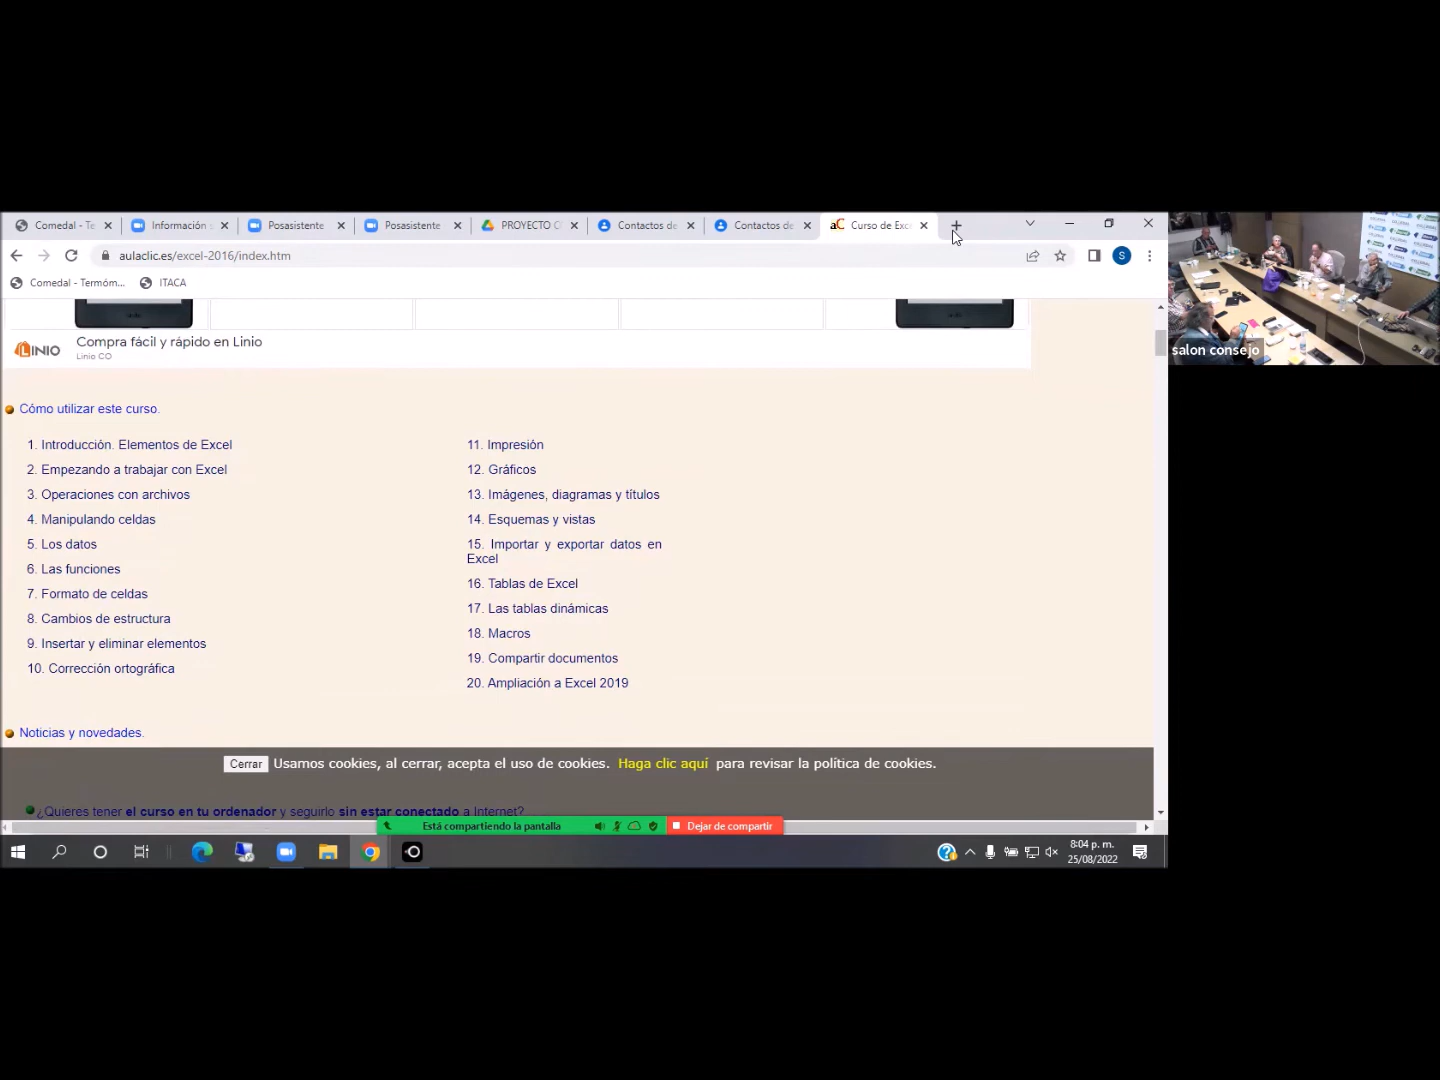 Comedal - Te
Información s
Posasistente
Posasistente
PROYECTO C
Contactos de
Contactos de
aC Curso de Exc
aulaclic.es/excel-2016/index.htm
S
Comedal - Termóm...
ITACA
LINIO
Compra fácil y rápido en Linio
Linio CO
salon consejo
Cómo utilizar este curso.
1. Introducción. Elementos de Excel
2. Empezando a trabajar con Excel
3. Operaciones con archivos
4. Manipulando celdas
5. Los datos
6. Las funciones
7. Formato de celdas
8. Cambios de estructura
9. Insertar y eliminar elementos
10. Corrección ortográfica
11. Impresión
12. Gráficos
13. Imágenes, diagramas y títulos
14. Esquemas y vistas
15. Importar y exportar datos en
Excel
16. Tablas de Excel
17. Las tablas dinámicas
18. Macros
19. Compartir documentos
20. Ampliación a Excel 2019
Noticias y novedades.
Cerrar Usamos cookies, al cerrar, acepta el uso de cookies. Haga clic aquí para revisar la política de cookies.
¿Quieres tener el curso en tu ordenador y seguirlo sin estar conectado a Internet?
Está compartiendo la pantalla
Dejar de compartir
8:04 p. m.
25/08/2022